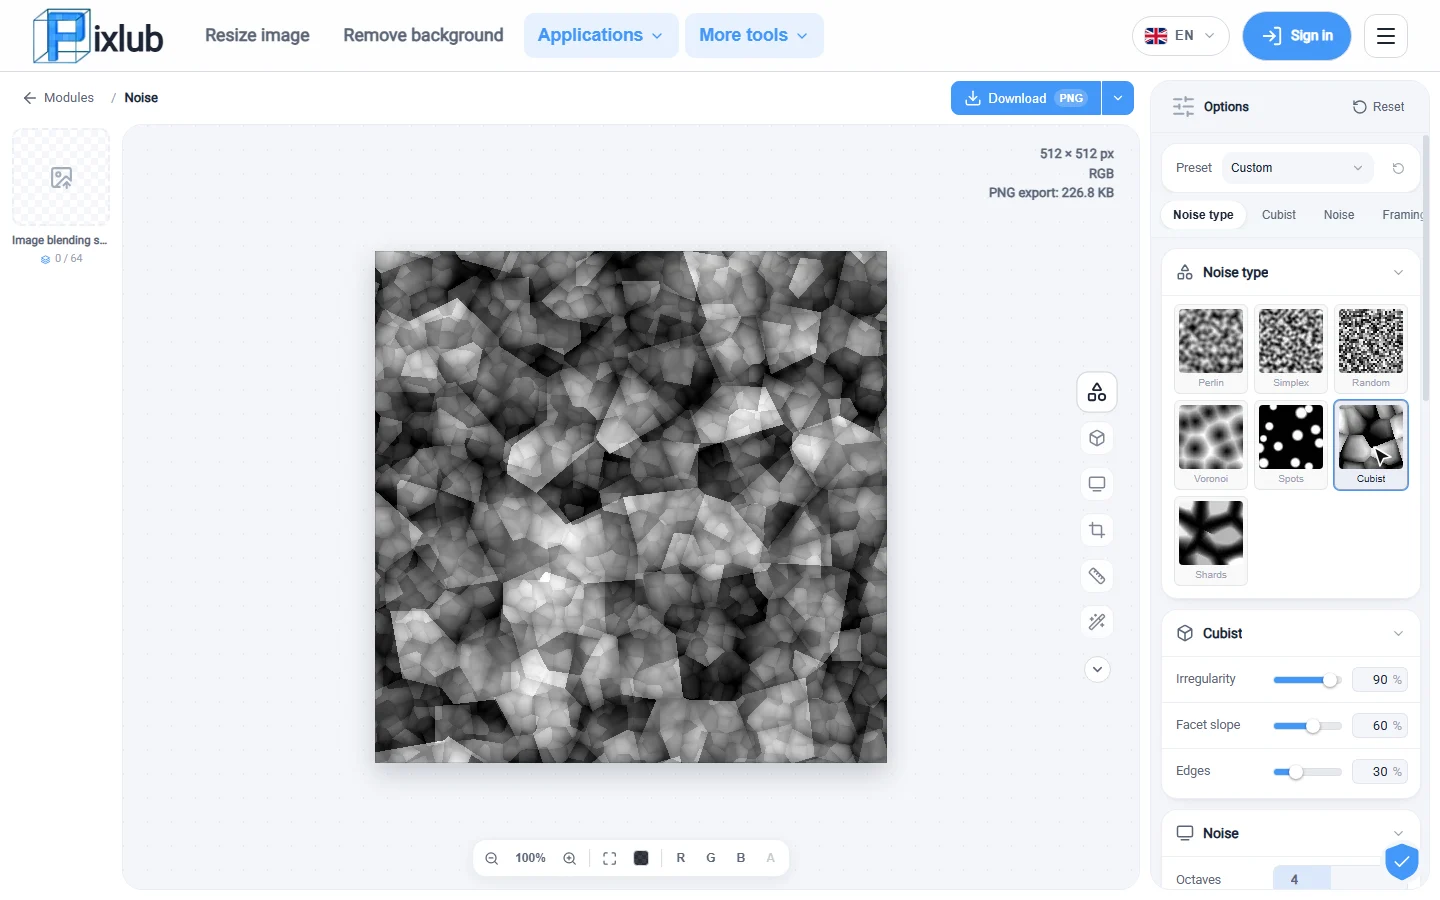 Pixlub
Resize image
Remove background
Applications
More tools
EN
Sign in
Modules / Noise
Download PNG
Image blending s...
0 / 64
512 × 512 px
RGB
PNG export: 226.8 KB
100%
R G B A
Options
Reset
Preset Custom
Noise type Cubist Noise Framing
Noise type
Perlin Simplex Random
Voronoi Spots Cubist
Shards
Cubist
Irregularity 90 %
Facet slope 60 %
Edges 30 %
Noise
Octaves 4